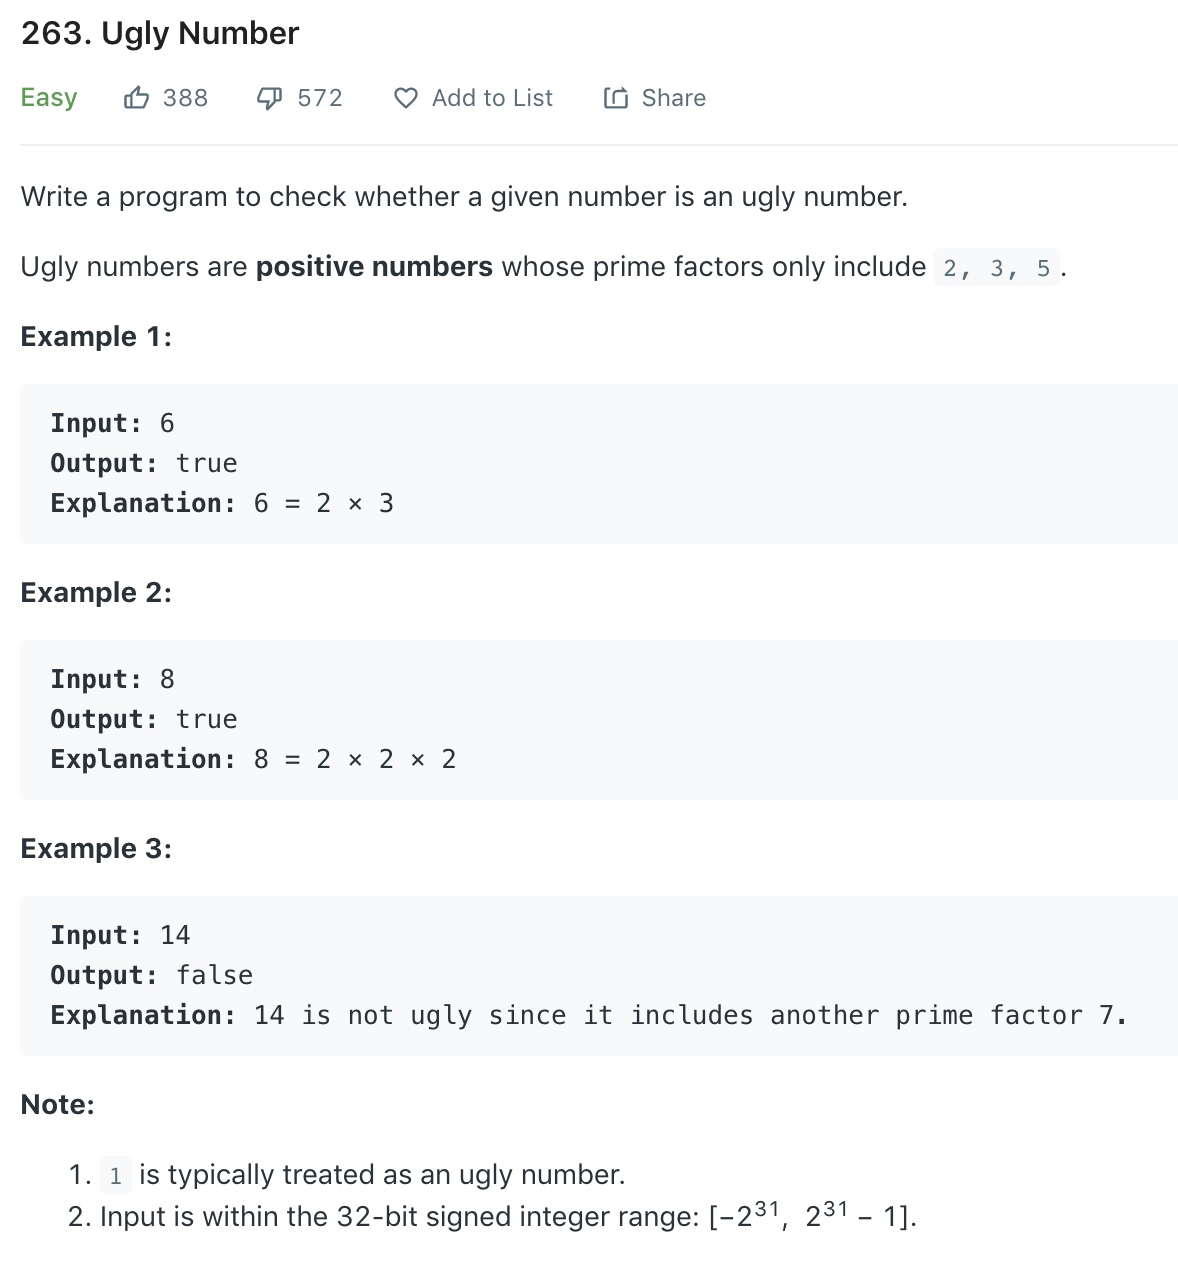 263. Ugly Number
Easy 388 572 Add to List Share
Write a program to check whether a given number is an ugly number.
Ugly numbers are positive numbers whose prime factors only include 2, 3, 5.
Example 1:
Input: 6
Output: true
Explanation: 6 = 2 × 3
Example 2:
Input: 8
Output: true
Explanation: 8 = 2 × 2 × 2
Example 3:
Input: 14
Output: false
Explanation: 14 is not ugly since it includes another prime factor 7.
Note:
1. 1 is typically treated as an ugly number.
2. Input is within the 32-bit signed integer range: [−2³¹, 2³¹ − 1].